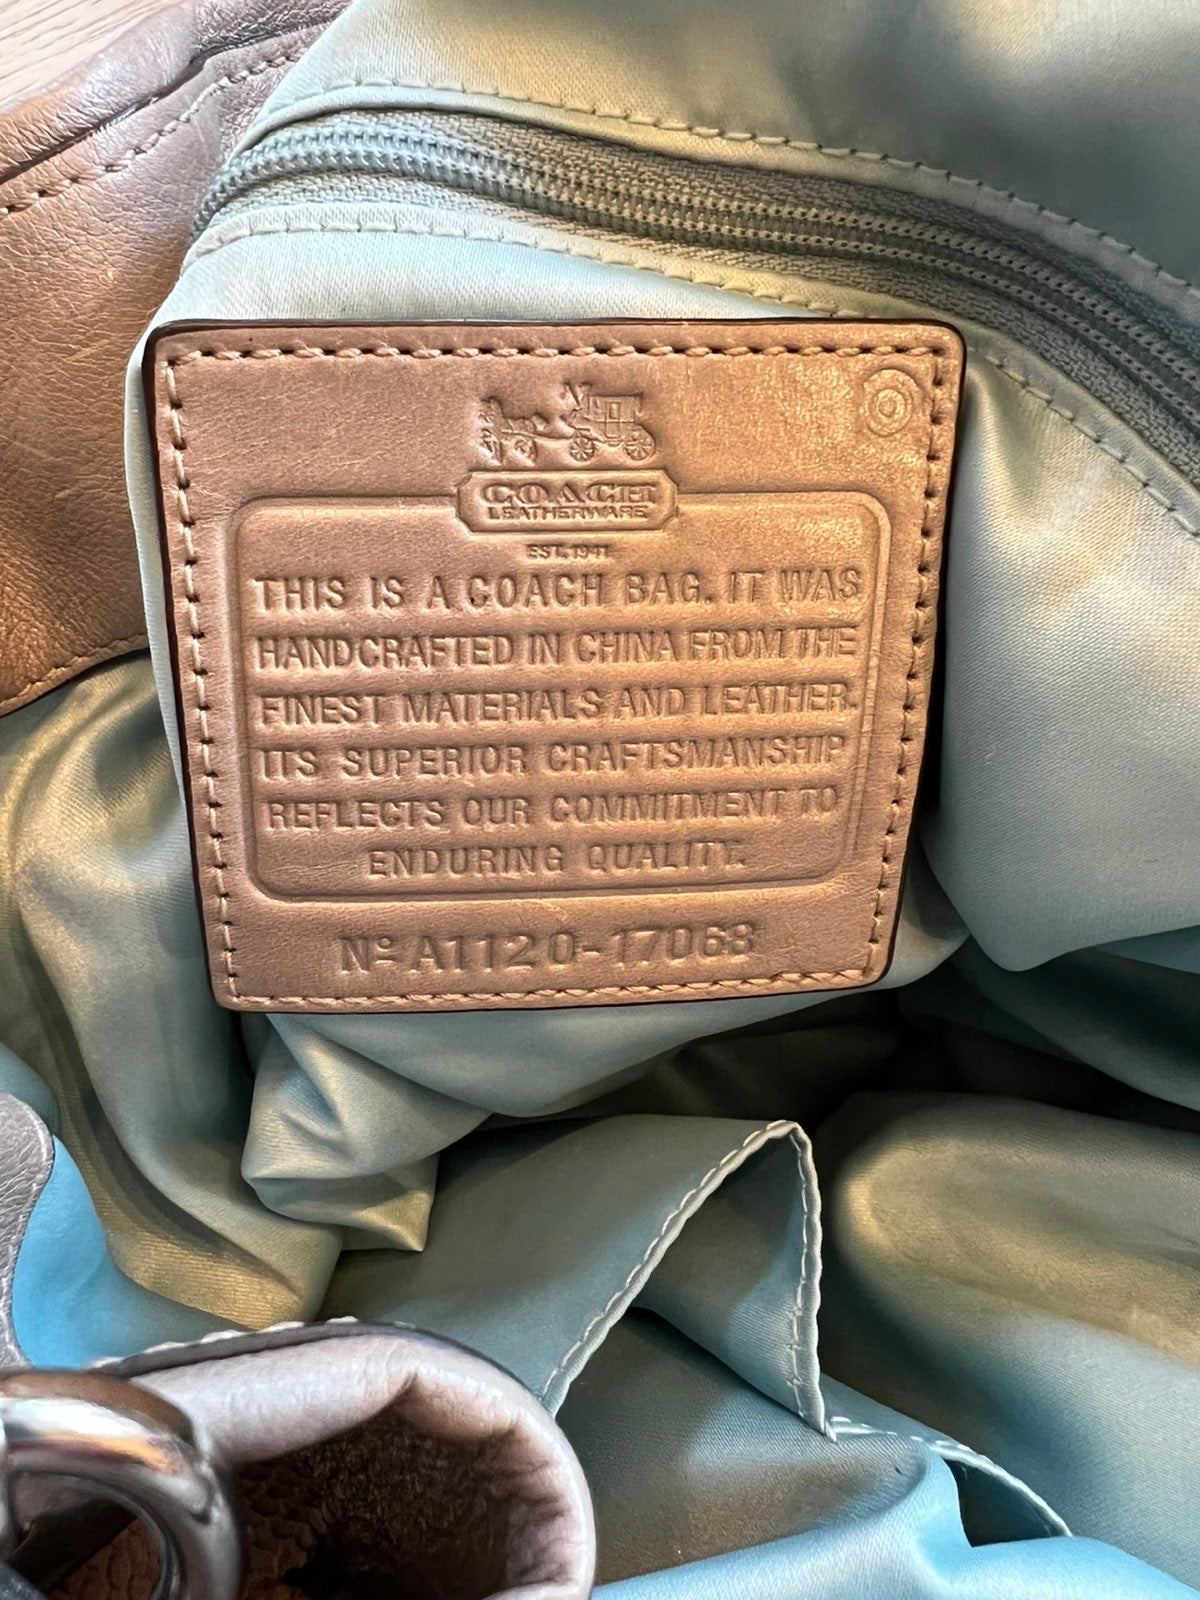 COACH
LEATHERWARE
EST. 1941
THIS IS A COACH BAG. IT WAS
HANDCRAFTED IN CHINA FROM THE
FINEST MATERIALS AND LEATHER.
ITS SUPERIOR CRAFTSMANSHIP
REFLECTS OUR COMMITMENT TO
ENDURING QUALITY.
Nº A1120-17068